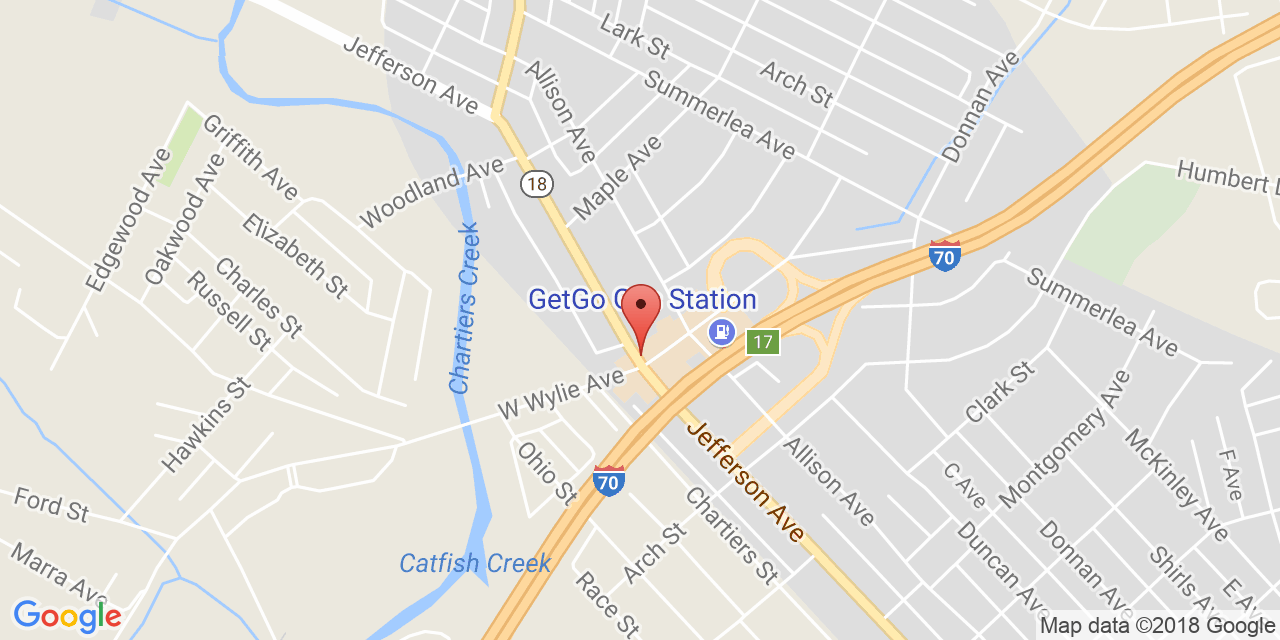 Lark St
Jefferson Ave
Allison Ave
Arch St
Summerlea Ave
Donnan Ave
Griffith Ave
Edgewood Ave
Oakwood Ave
Woodland Ave
18
Maple Ave
Humbert
Elizabeth St
Charles St
Russell St
Chartiers Creek
70
GetGo Station
17
Summerlea Ave
Hawkins St
W Wylie Ave
Clark St
Montgomery Ave
Jefferson Ave
Allison Ave
McKinley Ave
F Ave
Ohio St
70
C Ave
Ford St
Chartiers St
Duncan Ave
Donnan Ave
Arch St
Catfish Creek
Race St
Shirls Av
E Av
Marra Ave
Google
Map data ©2018 Google